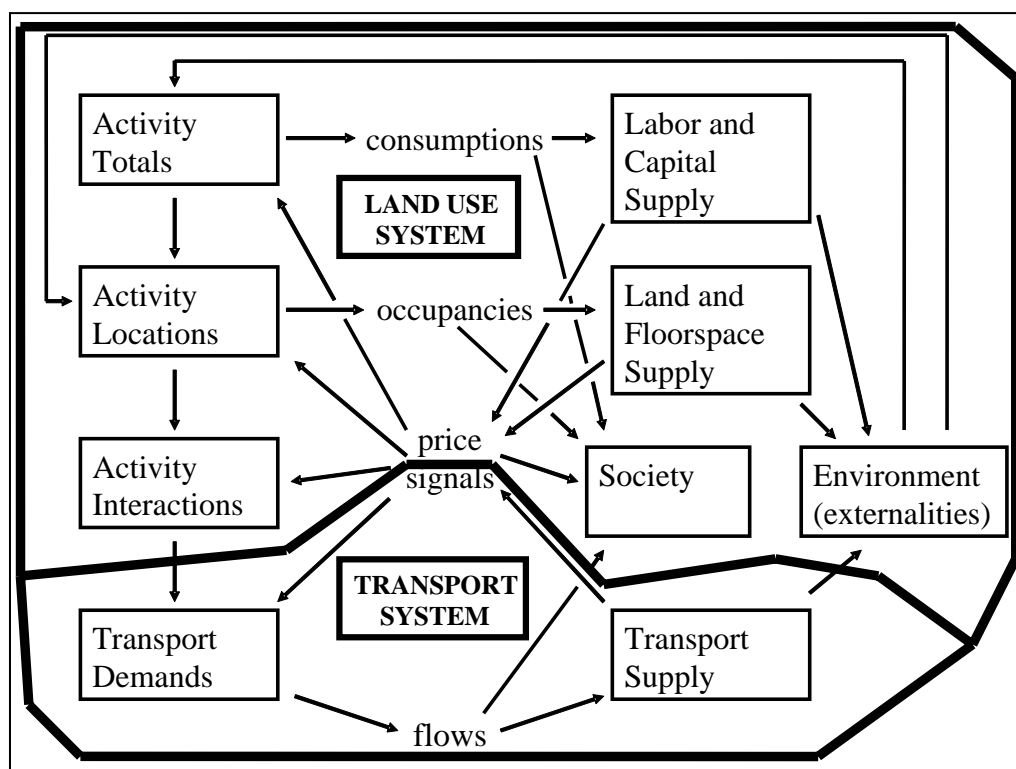 Activity
Totals
consumptions
Labor and
Capital
Supply
LAND USE
SYSTEM
Activity
Locations
occupancies
Land and
Floorspace
Supply
Activity
Interactions
price
signals
Society
Environment
(externalities)
TRANSPORT
SYSTEM
Transport
Demands
flows
Transport
Supply